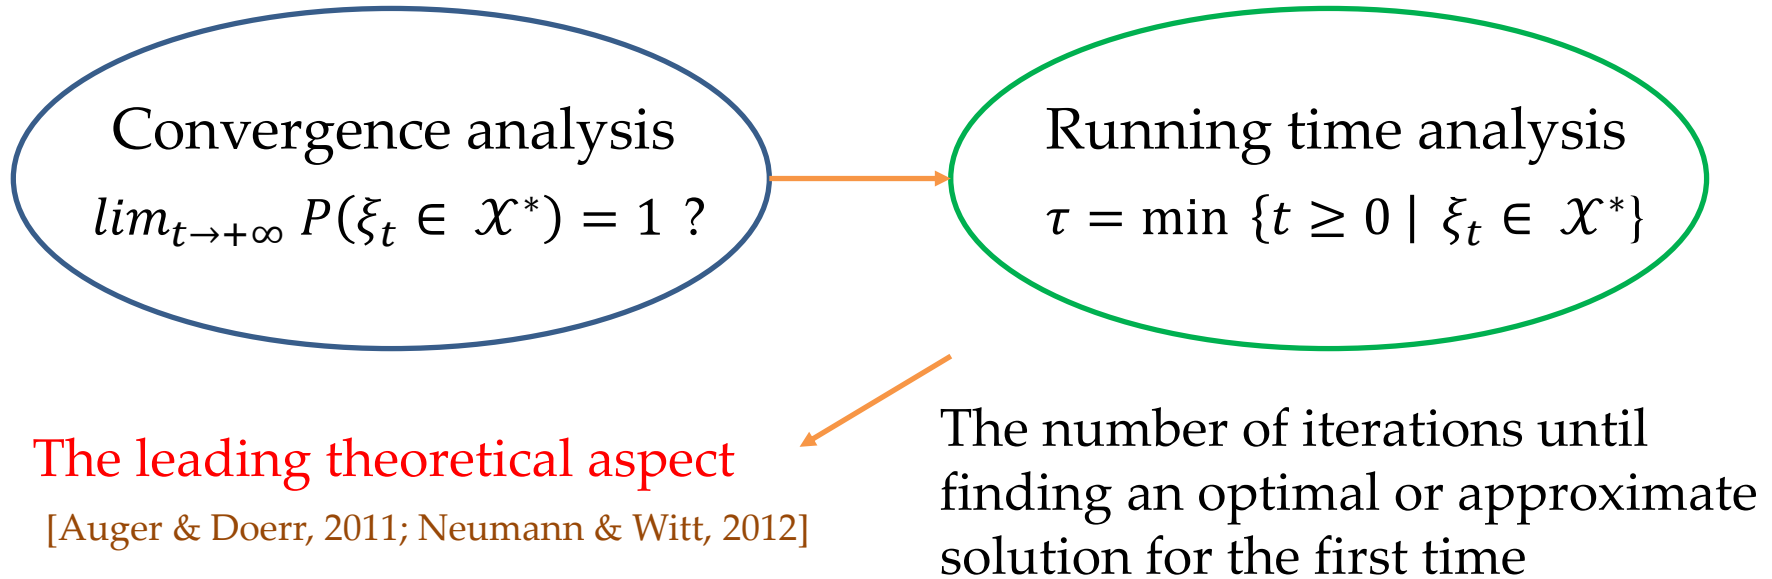 Convergence analysis
lim_{t→+∞} P(ξ_t ∈ 𝒳*) = 1 ?
Running time analysis
τ = min {t ≥ 0 | ξ_t ∈ 𝒳*}
The leading theoretical aspect
[Auger & Doerr, 2011; Neumann & Witt, 2012]
The number of iterations until
finding an optimal or approximate
solution for the first time